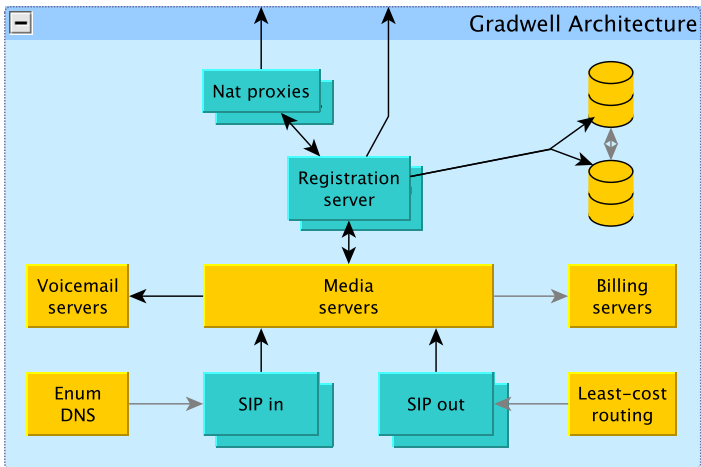 Gradwell Architecture
Nat proxies
Registration
server
Voicemail
servers
Media
servers
Billing
servers
Enum
DNS
SIP in
SIP out
Least-cost
routing